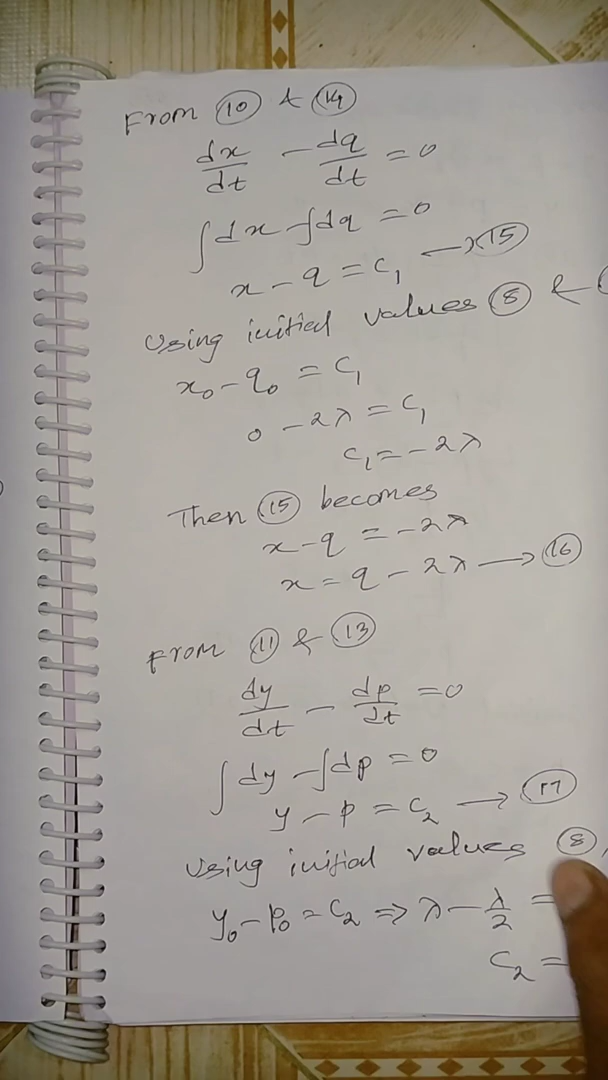 From ⑩ & ⑭
dx/dt - dq/dt = 0
∫dx - ∫dq = 0
x - q = c₁ → ⑮
Using initial values ⑧ &
x₀ - q₀ = c₁
0 - 2λ = c₁
c₁ = - 2λ
Then ⑮ becomes
x - q = - 2λ
x = q - 2λ → ⑯
From ⑪ & ⑬
dy/dt - dp/dt = 0
∫dy - ∫dp = 0
y - p = c₂ → ⑰
Using initial values ⑧,
y₀ - p₀ = c₂ ⇒ λ - λ/2 =
c₂ =